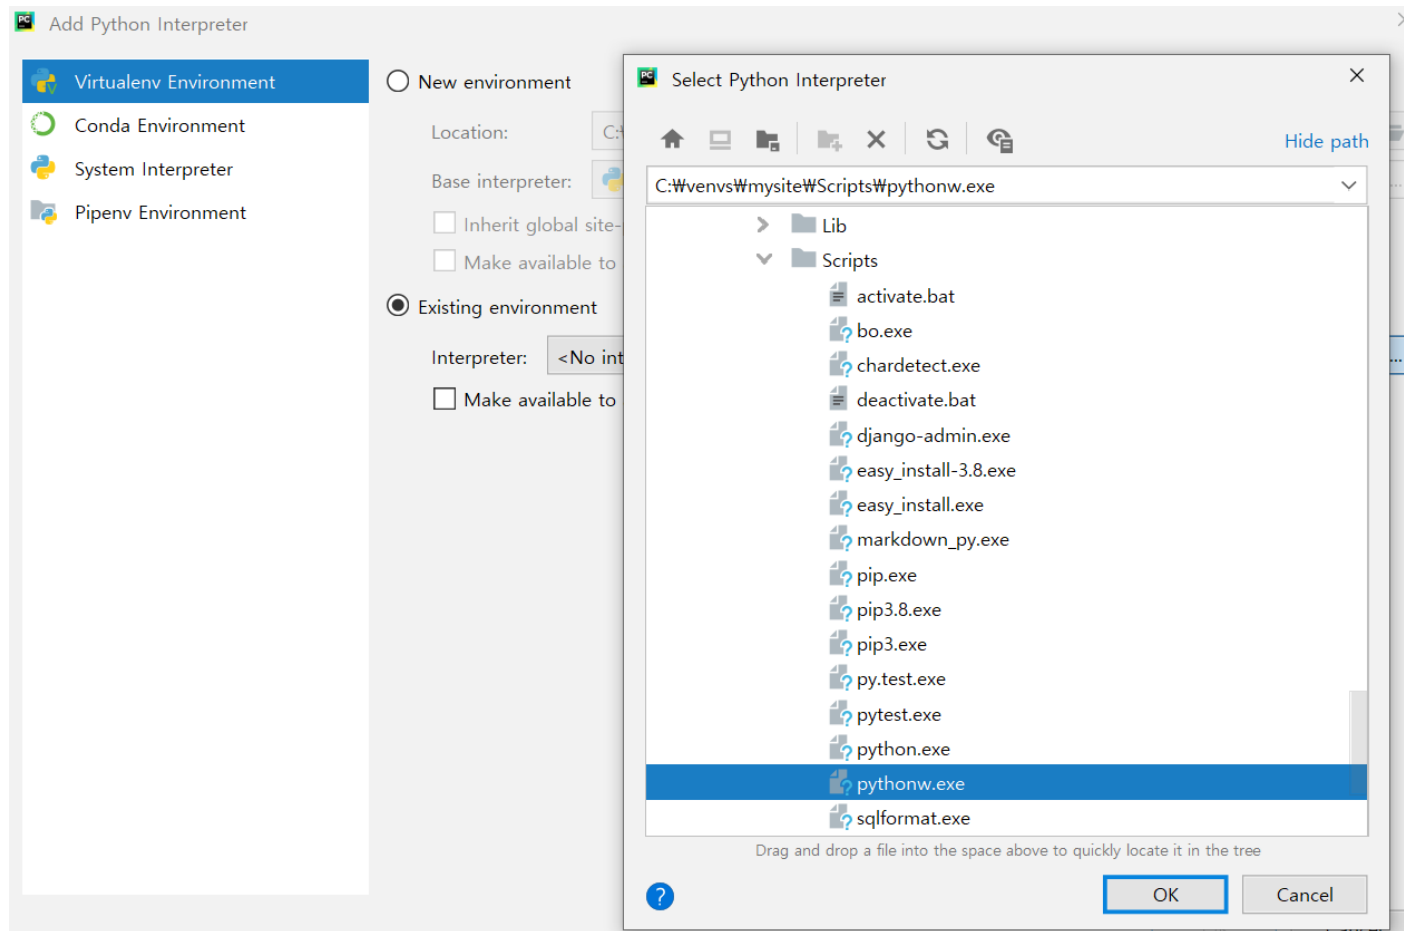 Add Python Interpreter
Virtualenv Environment
Conda Environment
System Interpreter
Pipenv Environment
New environment
Location:
C:
Base interpreter:
Inherit global site-
Make available to
Existing environment
Interpreter:
<No int
Make available to
Select Python Interpreter
Hide path
C:₩venvs₩mysite₩Scripts₩pythonw.exe
Lib
Scripts
activate.bat
bo.exe
chardetect.exe
deactivate.bat
django-admin.exe
easy_install-3.8.exe
easy_install.exe
markdown_py.exe
pip.exe
pip3.8.exe
pip3.exe
py.test.exe
pytest.exe
python.exe
pythonw.exe
sqlformat.exe
Drag and drop a file into the space above to quickly locate it in the tree
OK
Cancel